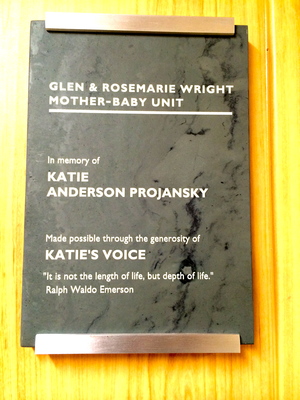 GLEN & ROSEMARIE WRIGHT
MOTHER-BABY UNIT
In memory of
KATIE
ANDERSON PROJANSKY
Made possible through the generosity of
KATIE'S VOICE
"It is not the length of life, but depth of life."
Ralph Waldo Emerson